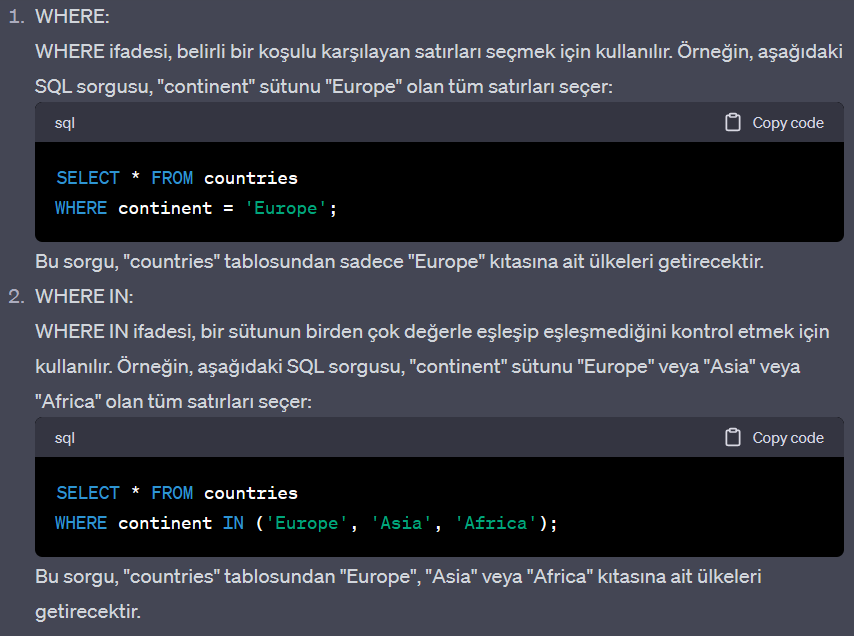 1. WHERE:
WHERE ifadesi, belirli bir koşulu karşılayan satırları seçmek için kullanılır. Örneğin, aşağıdaki
SQL sorgusu, "continent" sütunu "Europe" olan tüm satırları seçer:
sql Copy code
SELECT * FROM countries
WHERE continent = 'Europe';
Bu sorgu, "countries" tablosundan sadece "Europe" kıtasına ait ülkeleri getirecektir.
2. WHERE IN:
WHERE IN ifadesi, bir sütunun birden çok değerle eşleşip eşleşmediğini kontrol etmek için
kullanılır. Örneğin, aşağıdaki SQL sorgusu, "continent" sütunu "Europe" veya "Asia" veya
"Africa" olan tüm satırları seçer:
sql Copy code
SELECT * FROM countries
WHERE continent IN ('Europe', 'Asia', 'Africa');
Bu sorgu, "countries" tablosundan "Europe", "Asia" veya "Africa" kıtasına ait ülkeleri
getirecektir.